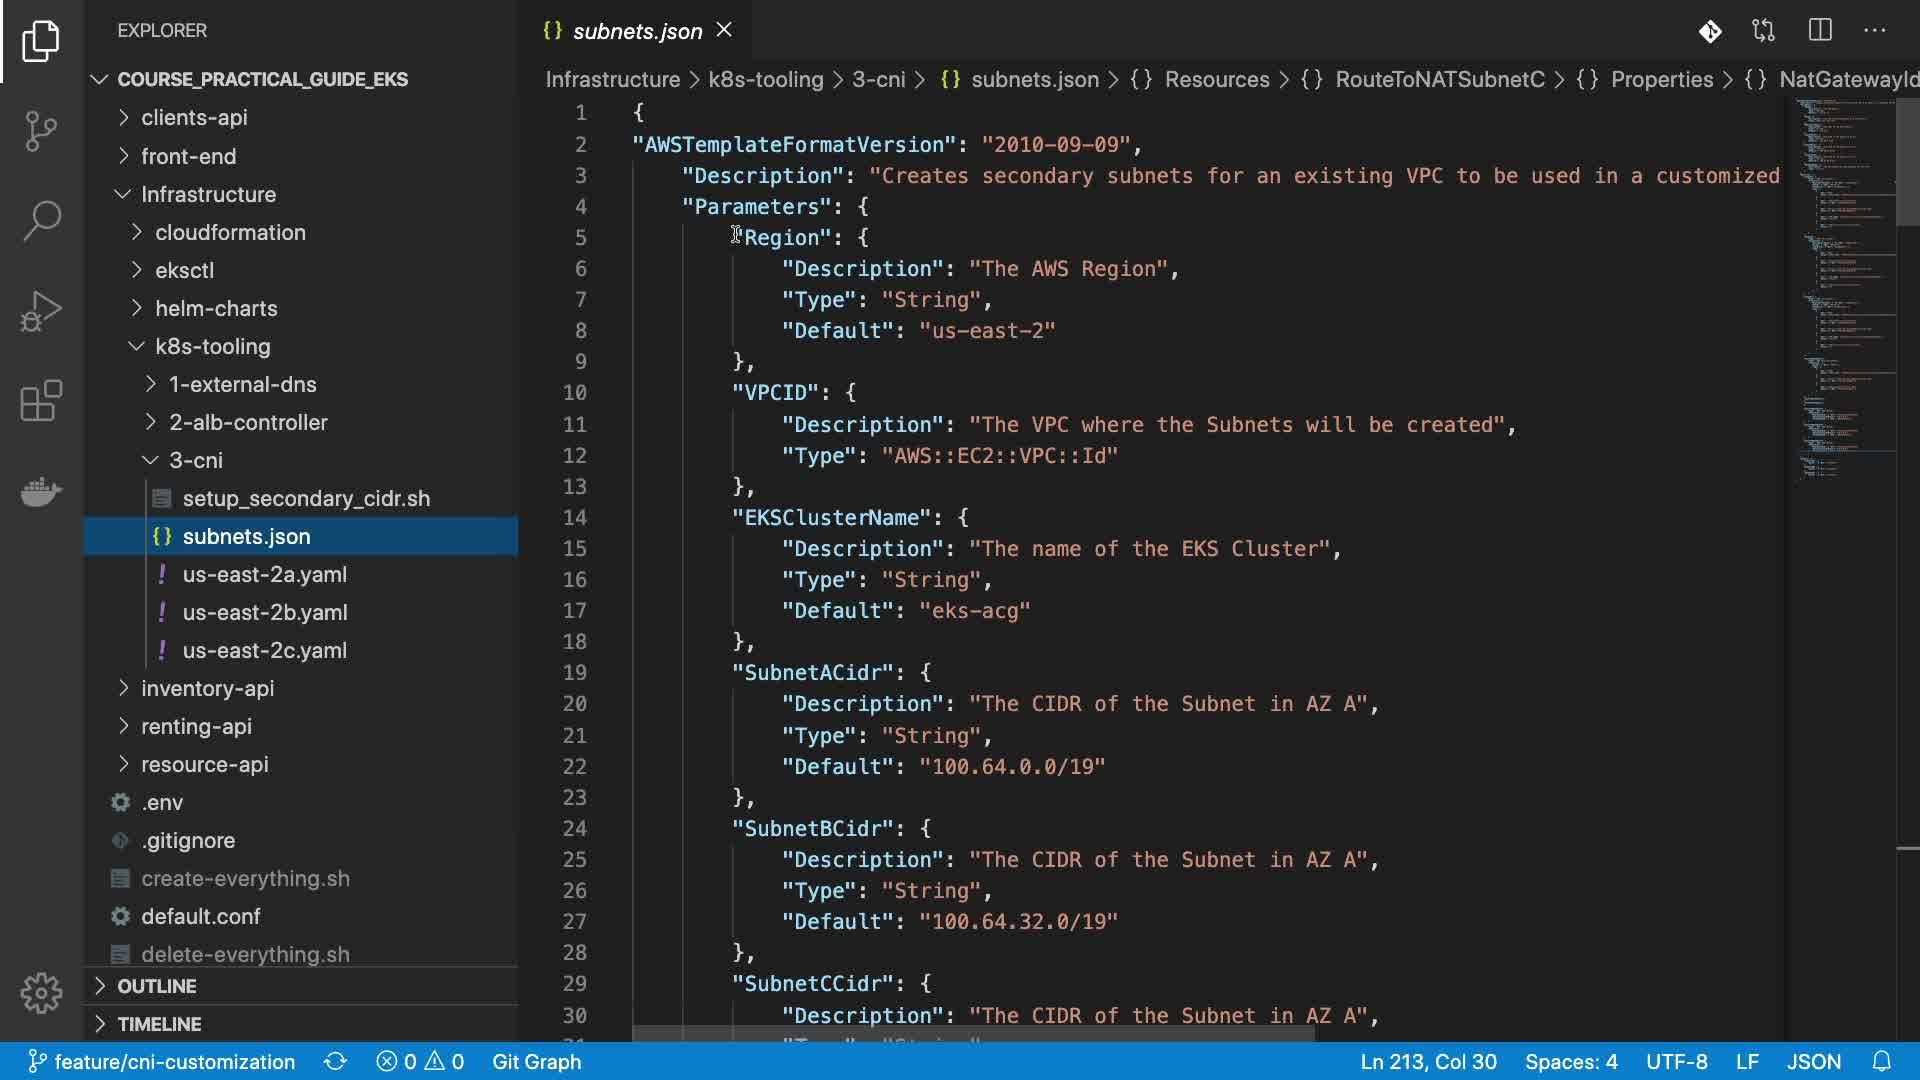 EXPLORER
COURSE_PRACTICAL_GUIDE_EKS
clients-api
front-end
Infrastructure
cloudformation
eksctl
helm-charts
k8s-tooling
1-external-dns
2-alb-controller
3-cni
setup_secondary_cidr.sh
{} subnets.json
! us-east-2a.yaml
! us-east-2b.yaml
! us-east-2c.yaml
inventory-api
renting-api
resource-api
.env
.gitignore
create-everything.sh
default.conf
delete-everything.sh
OUTLINE
TIMELINE
{} subnets.json
Infrastructure > k8s-tooling > 3-cni > {} subnets.json > {} Resources > {} RouteToNATSubnetC > {} Properties > {} NatGatewayId
1 {
2 "AWSTemplateFormatVersion": "2010-09-09",
3 "Description": "Creates secondary subnets for an existing VPC to be used in a customized
4 "Parameters": {
5 "Region": {
6 "Description": "The AWS Region",
7 "Type": "String",
8 "Default": "us-east-2"
9 },
10 "VPCID": {
11 "Description": "The VPC where the Subnets will be created",
12 "Type": "AWS::EC2::VPC::Id"
13 },
14 "EKSClusterName": {
15 "Description": "The name of the EKS Cluster",
16 "Type": "String",
17 "Default": "eks-acg"
18 },
19 "SubnetACidr": {
20 "Description": "The CIDR of the Subnet in AZ A",
21 "Type": "String",
22 "Default": "100.64.0.0/19"
23 },
24 "SubnetBCidr": {
25 "Description": "The CIDR of the Subnet in AZ A",
26 "Type": "String",
27 "Default": "100.64.32.0/19"
28 },
29 "SubnetCCidr": {
30 "Description": "The CIDR of the Subnet in AZ A",
feature/cni-customization 0 0 Git Graph Ln 213, Col 30 Spaces: 4 UTF-8 LF JSON